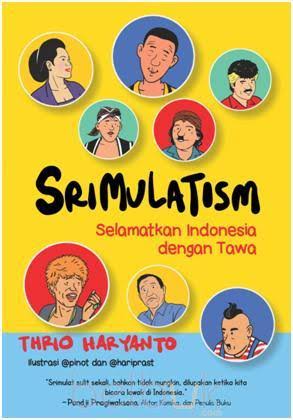 SRIMULATISM
Selamatkan Indonesia
dengan Tawa
THRIO HARYANTO
Ilustrasi @pinot dan @hariprast
"Srimulat sulit sekali, bahkan tidak mungkin, dilupakan ketika kita
bicara lawak di Indonesia."
–Pandji Pragiwaksono, Aktor, Komika, dan Penulis Buku